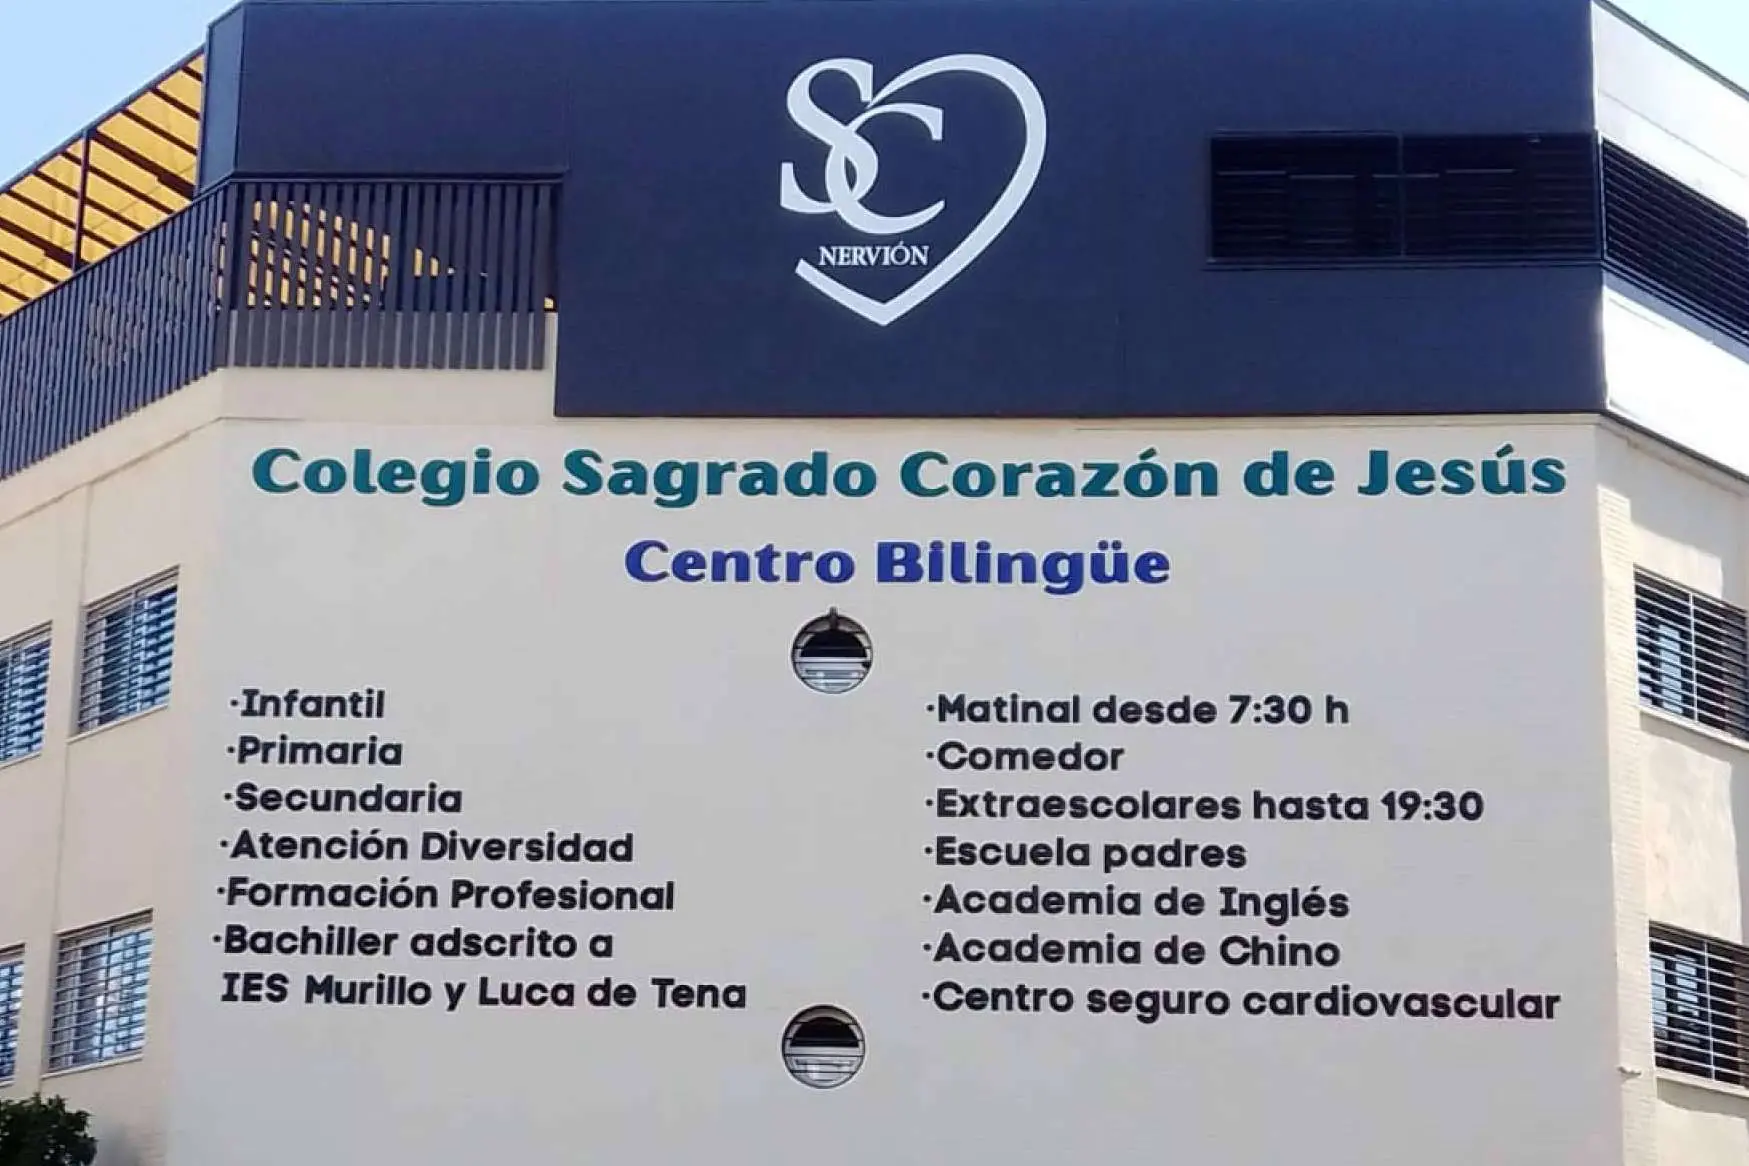 SC
NERVIÓN
Colegio Sagrado Corazón de Jesús
Centro Bilingüe
·Infantil
·Primaria
·Secundaria
·Atención Diversidad
·Formación Profesional
·Bachiller adscrito a
IES Murillo y Luca de Tena
·Matinal desde 7:30 h
·Comedor
·Extraescolares hasta 19:30
·Escuela padres
·Academia de Inglés
·Academia de Chino
·Centro seguro cardiovascular